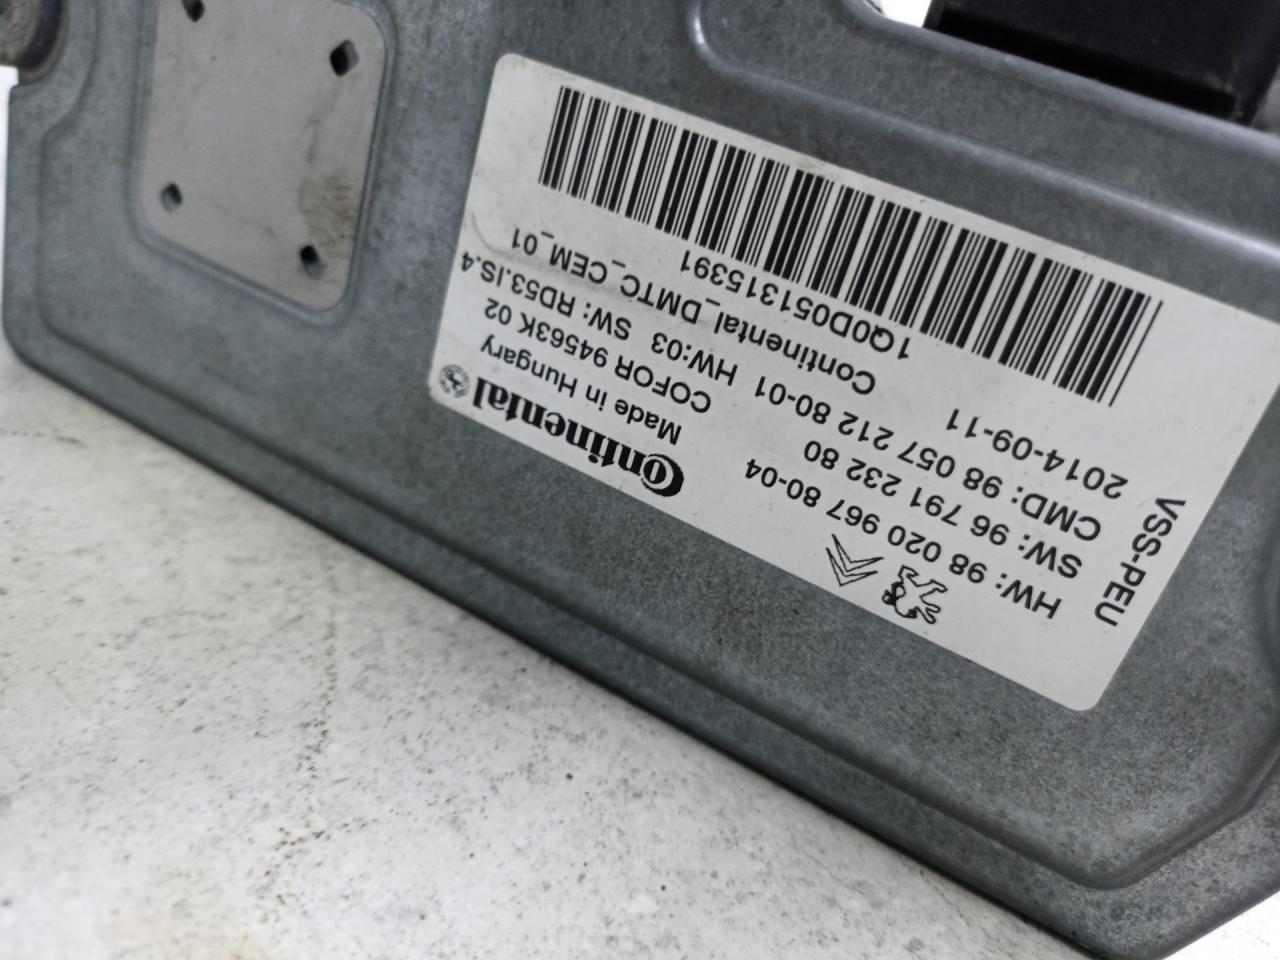 Continental
Made in Hungary
COFOR 94563K 02
HW: 98 020 967 80-04
SW: 96 791 232 80
CMD: 98 057 212 80-01 HW:03 SW: RD53.IS.4
2014-09-11 Continental_DMTC_CEM_01
1Q0D051315391
VSS-PEU